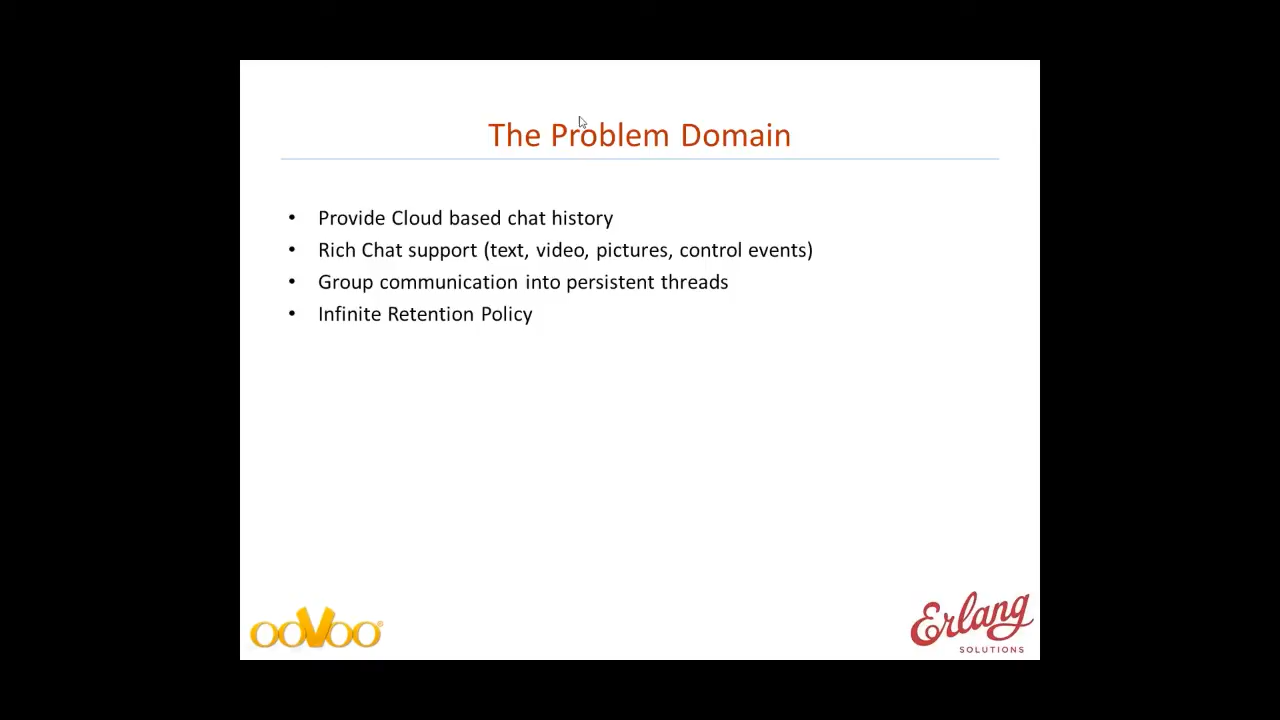 The Problem Domain
• Provide Cloud based chat history
• Rich Chat support (text, video, pictures, control events)
• Group communication into persistent threads
• Infinite Retention Policy
ooVoo®
Erlang
SOLUTIONS